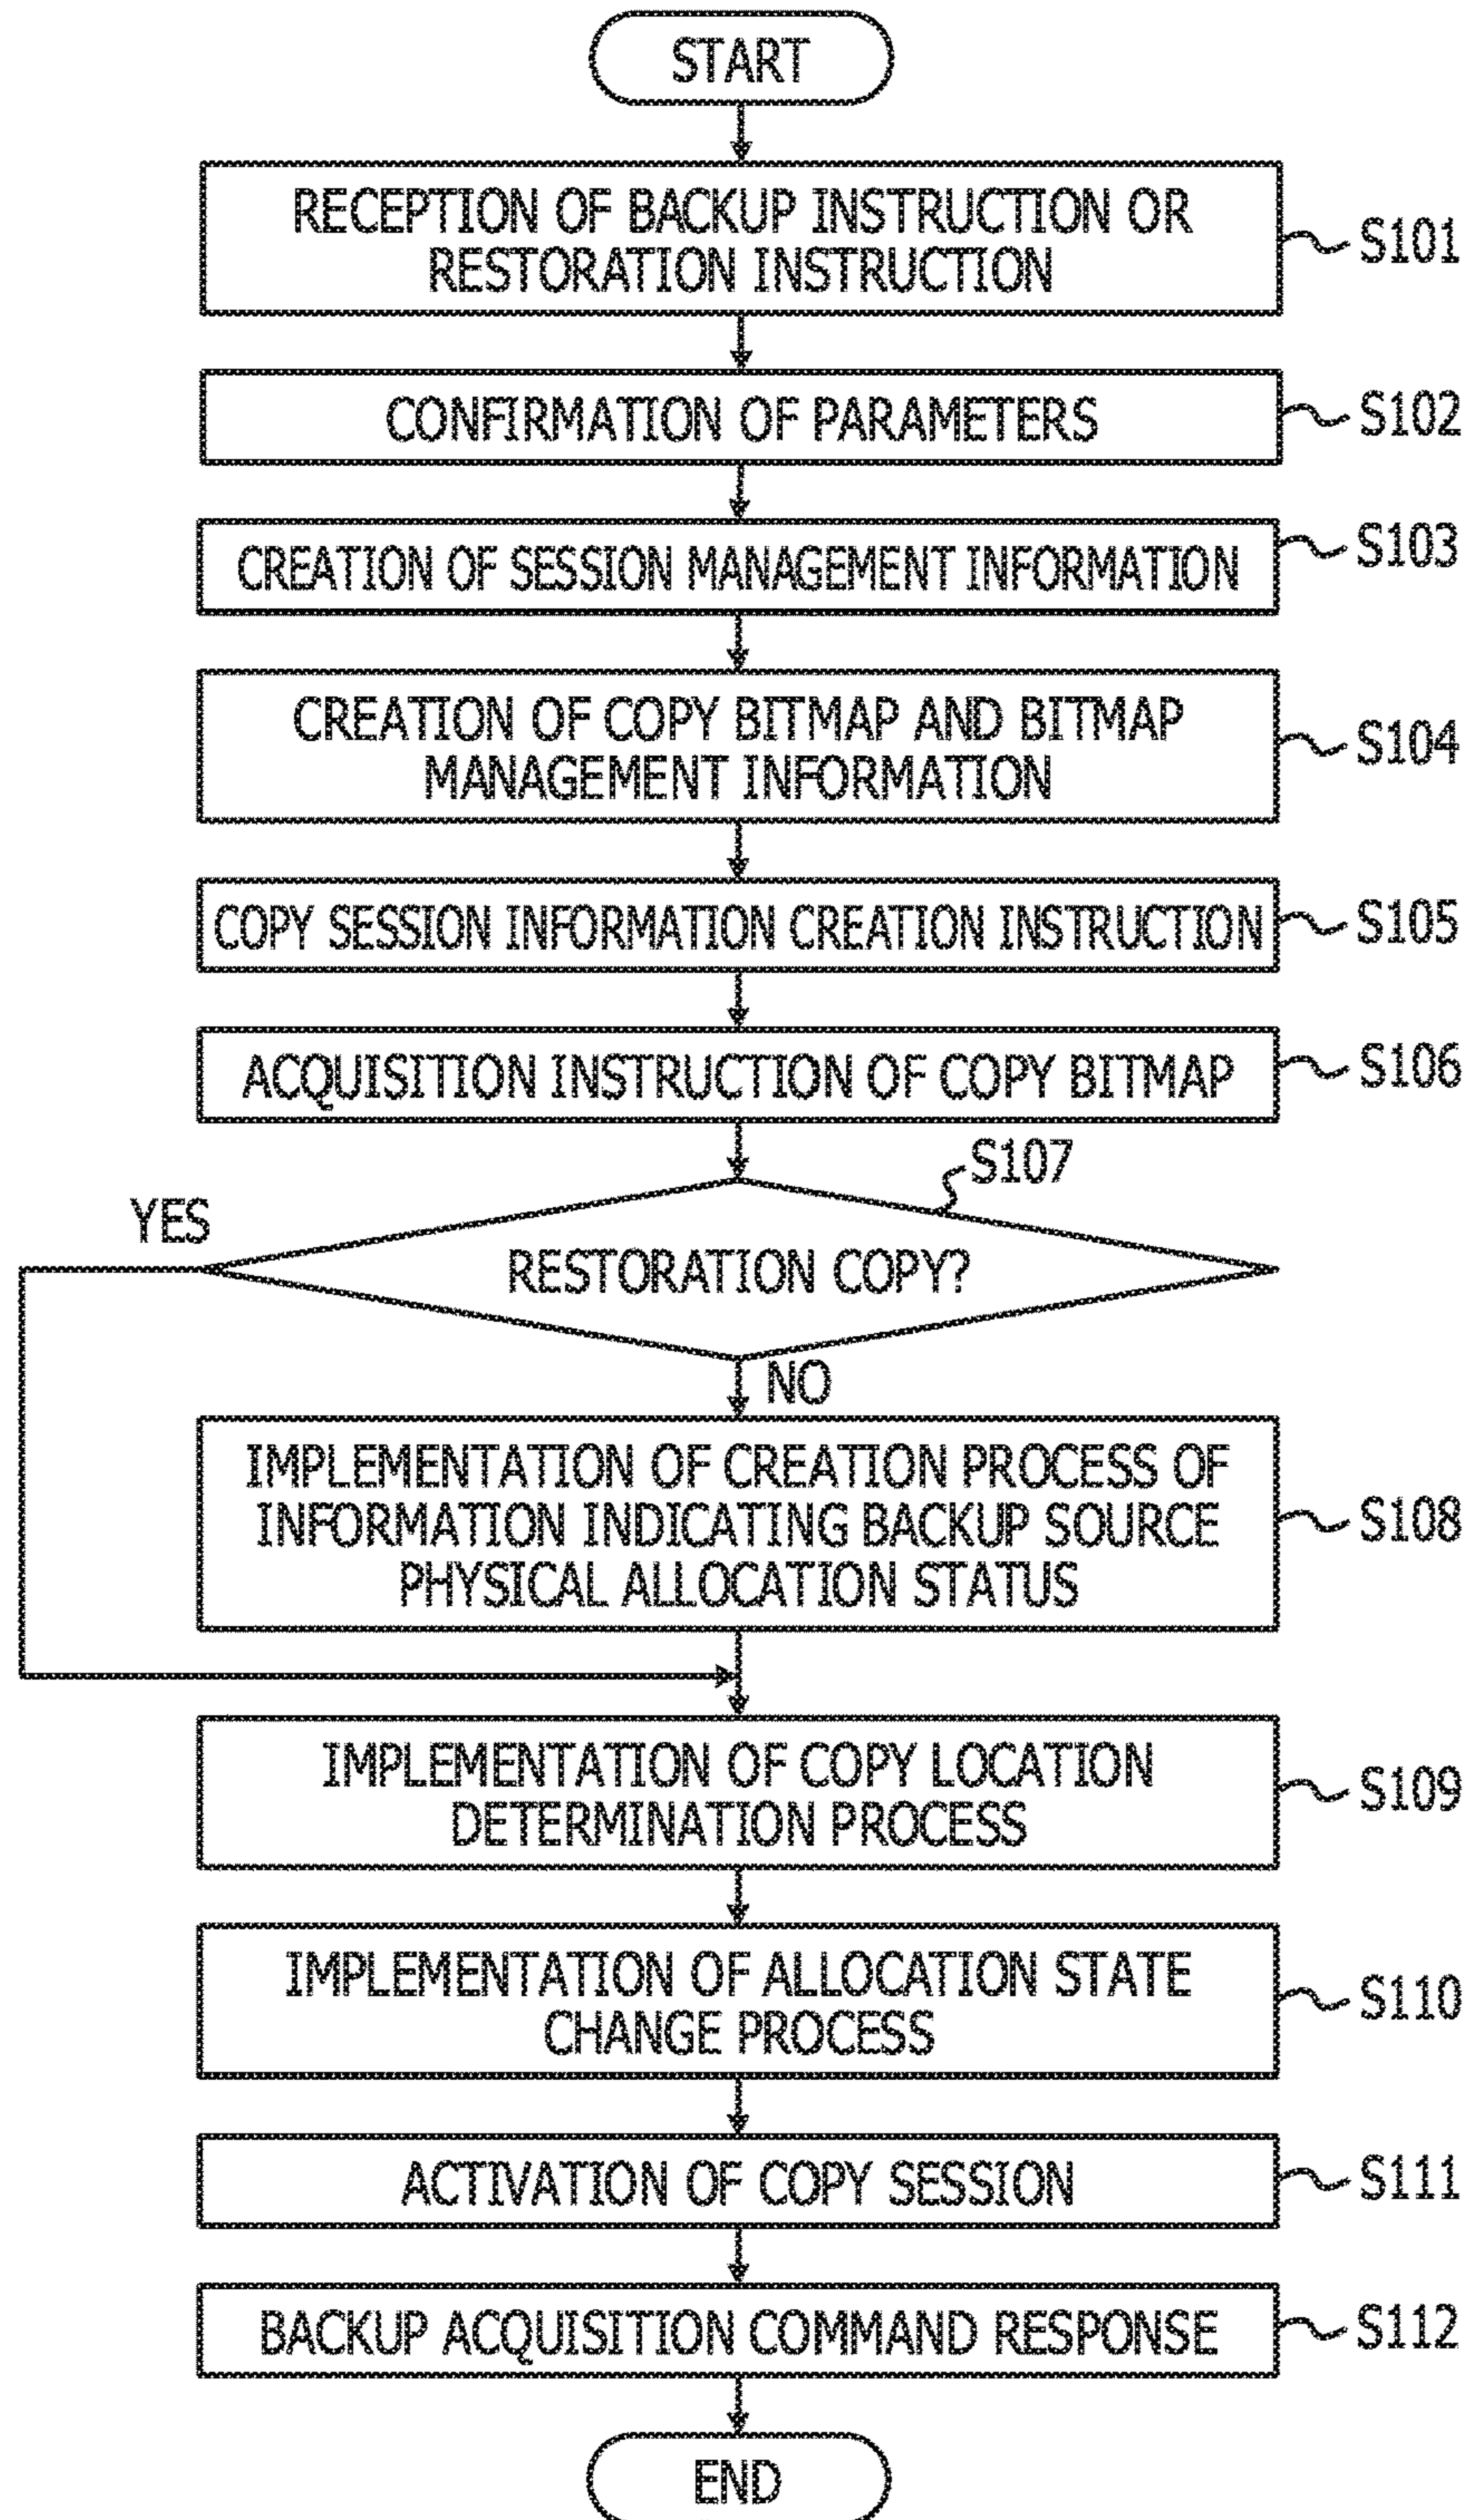 START
RECEPTION OF BACKUP INSTRUCTION OR
RESTORATION INSTRUCTION
S101
CONFIRMATION OF PARAMETERS
S102
CREATION OF SESSION MANAGEMENT INFORMATION
S103
CREATION OF COPY BITMAP AND BITMAP
MANAGEMENT INFORMATION
S104
COPY SESSION INFORMATION CREATION INSTRUCTION
S105
ACQUISITION INSTRUCTION OF COPY BITMAP
S106
S107
YES
RESTORATION COPY?
NO
IMPLEMENTATION OF CREATION PROCESS OF
INFORMATION INDICATING BACKUP SOURCE
PHYSICAL ALLOCATION STATUS
S108
IMPLEMENTATION OF COPY LOCATION
DETERMINATION PROCESS
S109
IMPLEMENTATION OF ALLOCATION STATE
CHANGE PROCESS
S110
ACTIVATION OF COPY SESSION
S111
BACKUP ACQUISITION COMMAND RESPONSE
S112
END